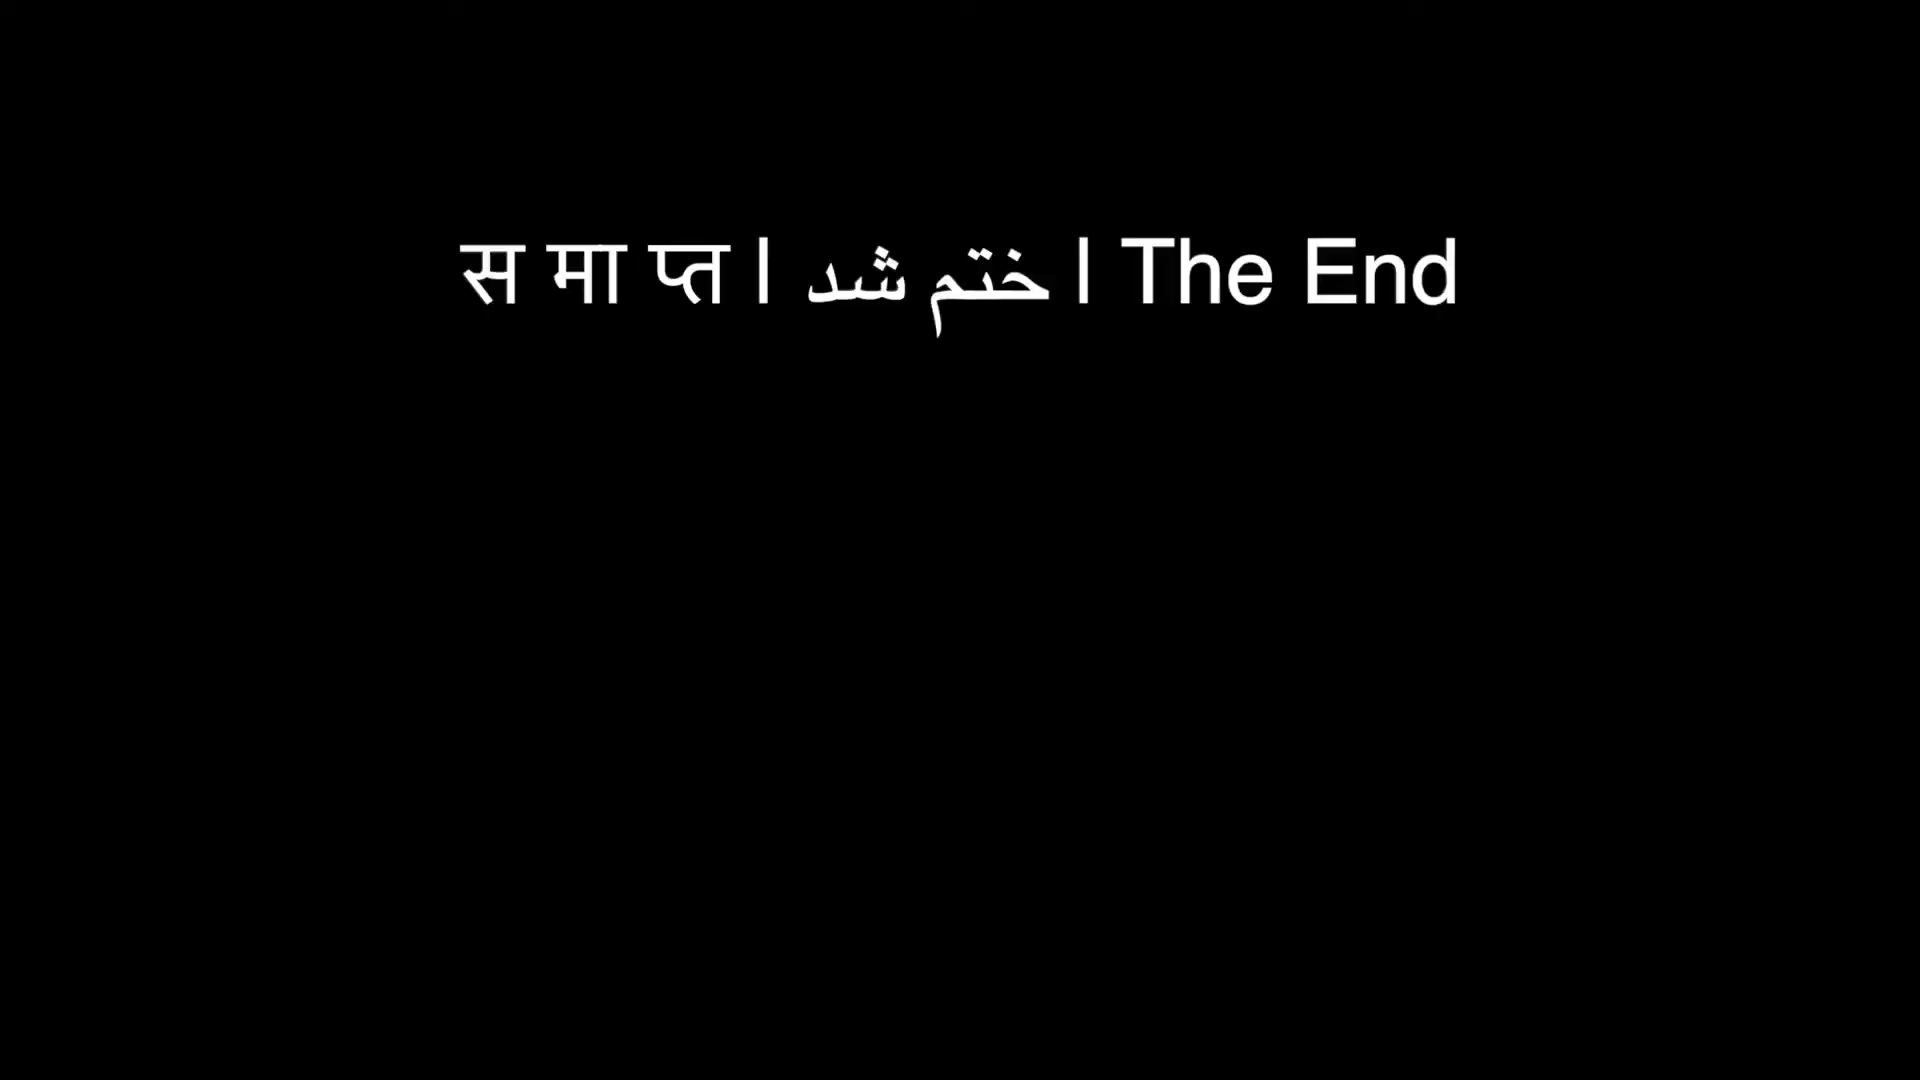 स मा प्त | ختم شد | The End